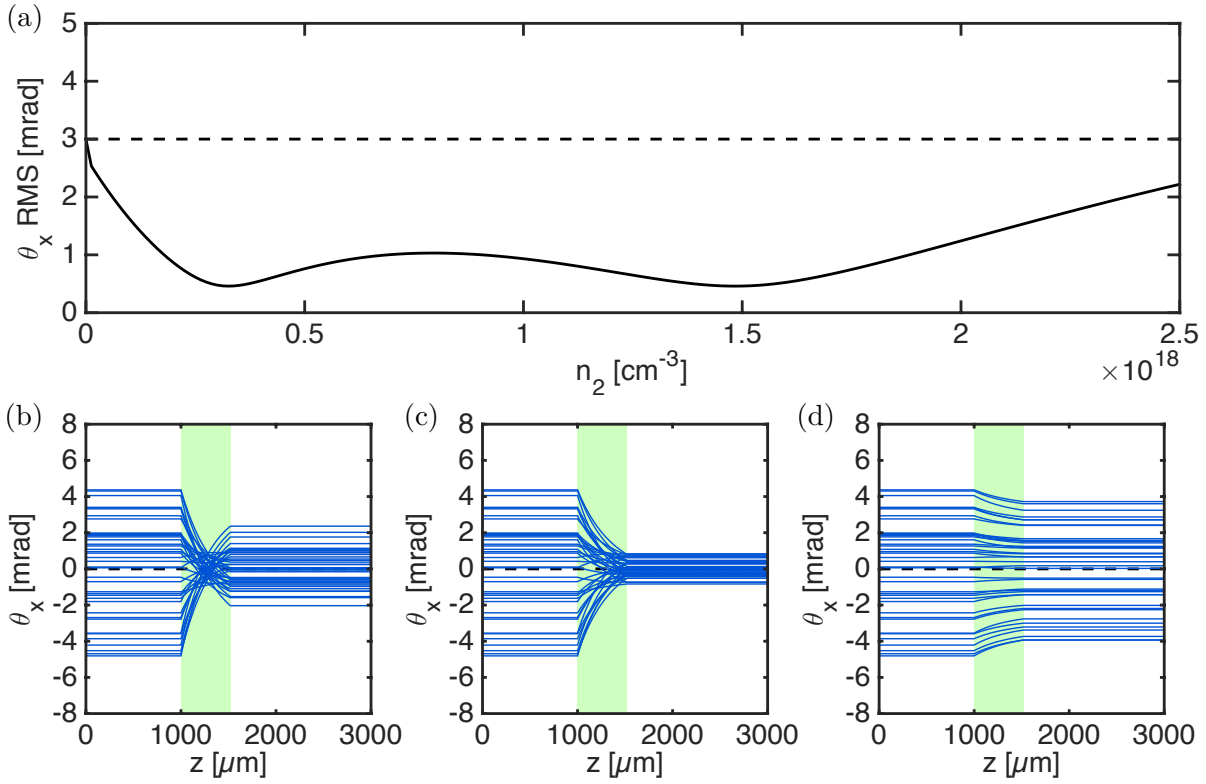 (a)
5
4
3
2
1
0
θx RMS [mrad]
0 0.5 1 1.5 2 2.5
n2 [cm-3]
×10^18
(b) (c) (d)
8
6
4
2
0
-2
-4
-6
-8
θx [mrad]
0 1000 2000 3000
z [μm]
8
6
4
2
0
-2
-4
-6
-8
θx [mrad]
0 1000 2000 3000
z [μm]
8
6
4
2
0
-2
-4
-6
-8
θx [mrad]
0 1000 2000 3000
z [μm]